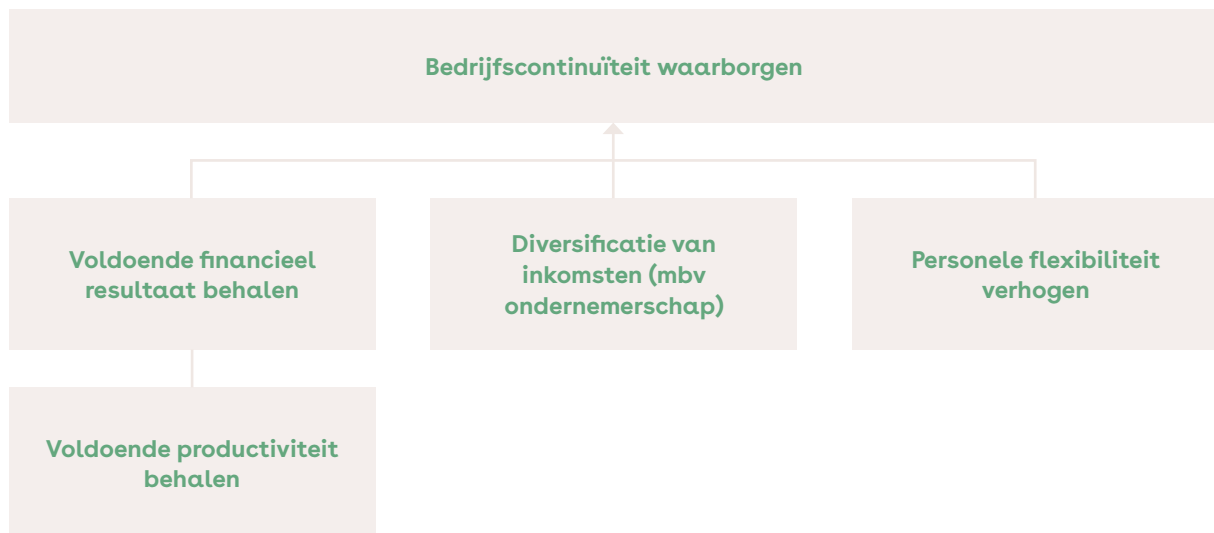 Bedrijfscontinuïteit waarborgen
Voldoende financieel
resultaat behalen
Diversificatie van
inkomsten (mbv
ondernemerschap)
Personele flexibiliteit
verhogen
Voldoende productiviteit
behalen